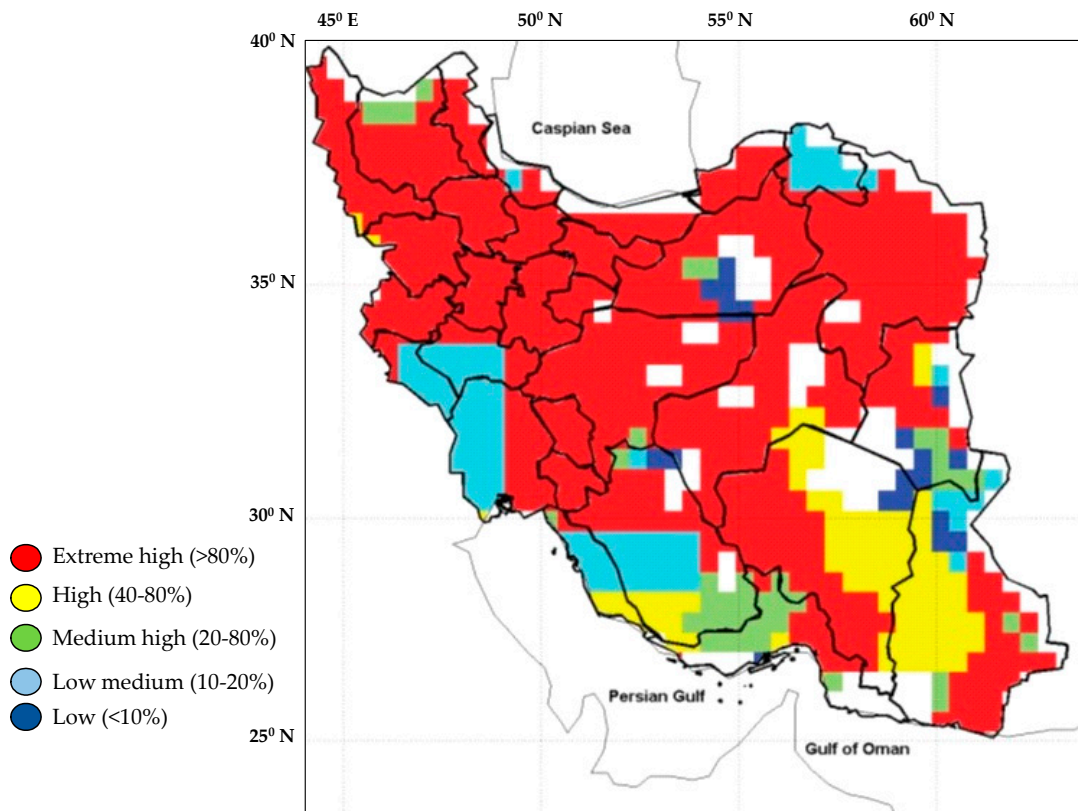 45⁰ E 50⁰ N 55⁰ N 60⁰ N
40⁰ N
Caspian Sea
35⁰ N
30⁰ N
Extreme high (>80%)
High (40-80%)
Medium high (20-80%)
Low medium (10-20%)
Low (<10%)
Persian Gulf
25⁰ N
Gulf of Oman